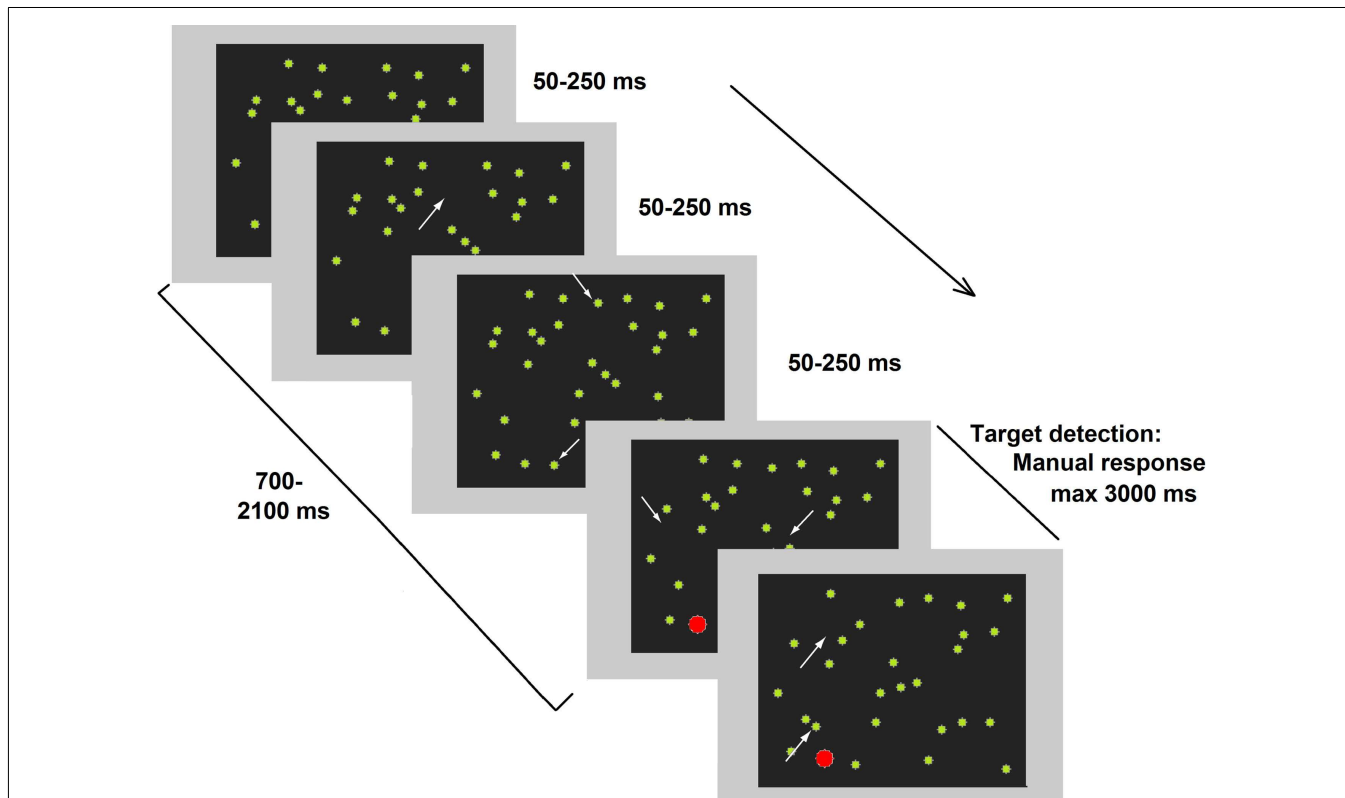 50-250 ms
50-250 ms
50-250 ms
Target detection:
Manual response
max 3000 ms
700-
2100 ms